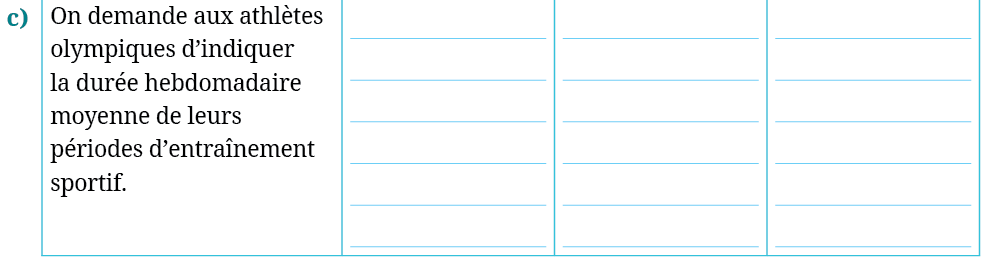 c) On demande aux athlètes
olympiques d’indiquer
la durée hebdomadaire
moyenne de leurs
périodes d’entraînement
sportif.